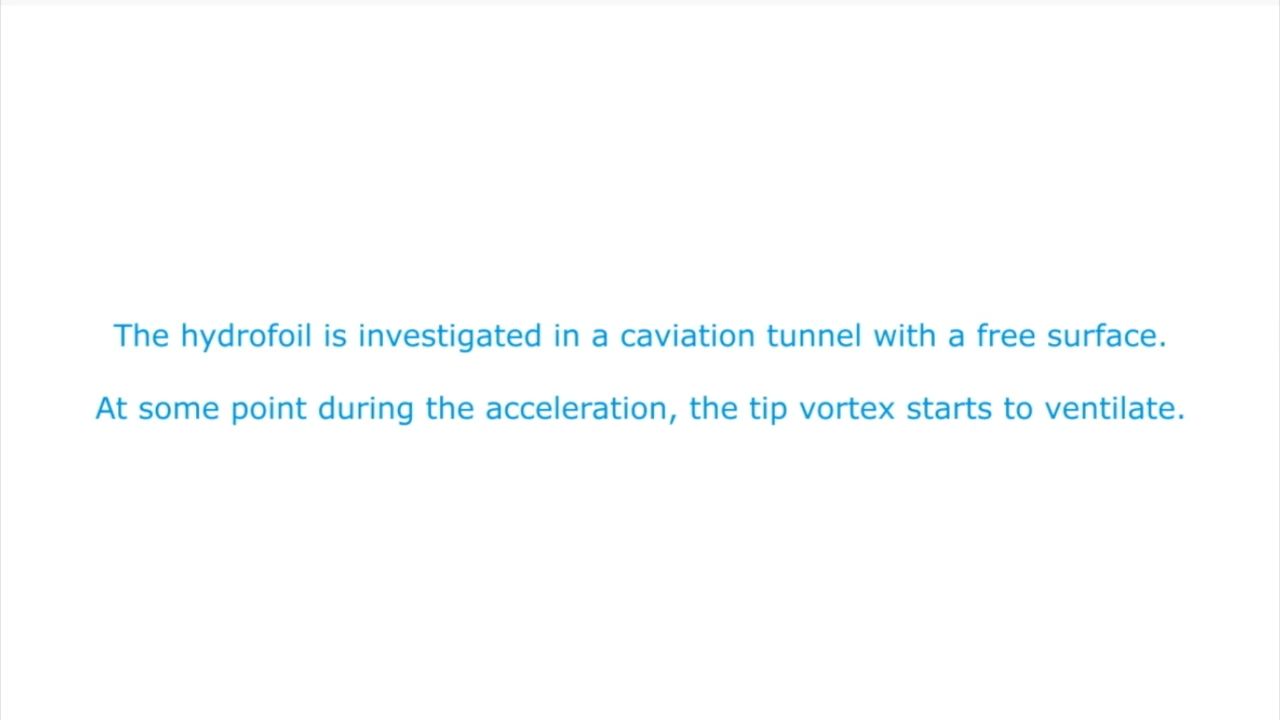 The hydrofoil is investigated in a caviation tunnel with a free surface.
At some point during the acceleration, the tip vortex starts to ventilate.